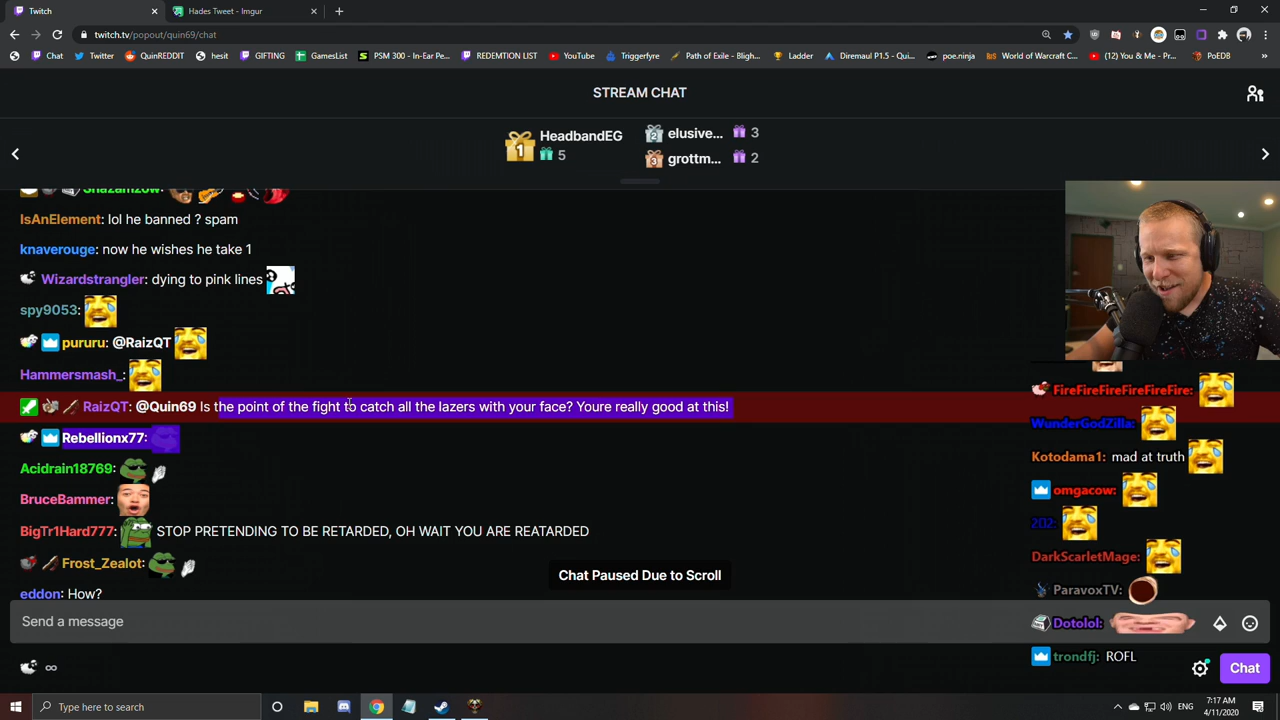 Twitch
Hades Tweet - Imgur
twitch.tv/popout/quin69/chat
Chat Twitter QuinREDDIT hesit GIFTING GamesList PSM 300 - In-Ear Pe... REDEMTION LIST YouTube Triggerfyre Path of Exile - Bligh... Ladder Diremaul P1.5 - Qui... poe.ninja World of Warcraft C... (12) You & Me - Pr... PoEDB
STREAM CHAT
1 HeadbandEG
5
2 elusive... 3
3 grottm... 2
Shazamzow:
IsAnElement: lol he banned ? spam
knaverouge: now he wishes he take 1
Wizardstrangler: dying to pink lines
spy9053:
pururu: @RaizQT
Hammersmash_:
RaizQT: @Quin69 Is the point of the fight to catch all the lazers with your face? Youre really good at this!
Rebellionx77:
Acidrain18769:
BruceBammer:
BigTr1Hard777: STOP PRETENDING TO BE RETARDED, OH WAIT YOU ARE REATARDED
Frost_Zealot:
eddon: How?
Chat Paused Due to Scroll
FireFireFireFireFireFire:
WunderGodZilla:
Kotodama1: mad at truth
omgacow:
2D2:
DarkScarletMage:
ParavoxTV:
Dotolol:
trondfj: ROFL
Send a message
∞
Chat
Type here to search
ENG
7:17 AM
4/11/2020